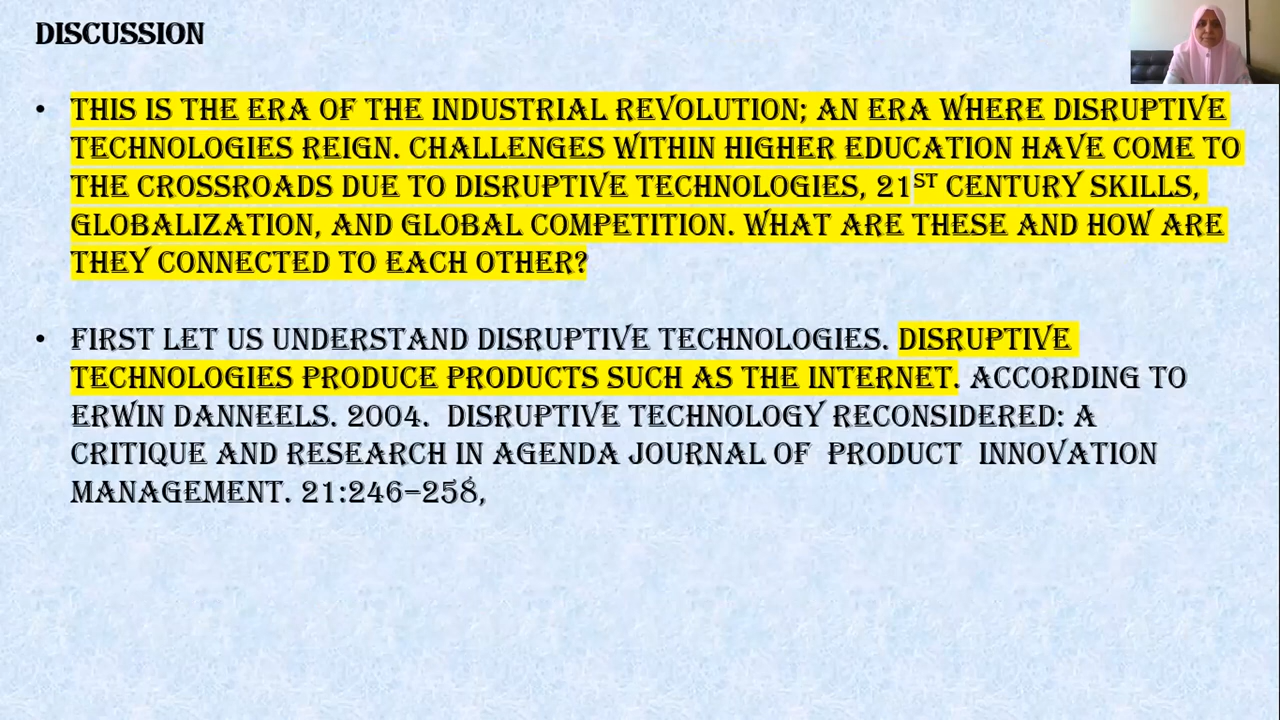 DISCUSSION
• THIS IS THE ERA OF THE INDUSTRIAL REVOLUTION; AN ERA WHERE DISRUPTIVE
TECHNOLOGIES REIGN. CHALLENGES WITHIN HIGHER EDUCATION HAVE COME TO
THE CROSSROADS DUE TO DISRUPTIVE TECHNOLOGIES, 21ST CENTURY SKILLS,
GLOBALIZATION, AND GLOBAL COMPETITION. WHAT ARE THESE AND HOW ARE
THEY CONNECTED TO EACH OTHER?
• FIRST LET US UNDERSTAND DISRUPTIVE TECHNOLOGIES. DISRUPTIVE
TECHNOLOGIES PRODUCE PRODUCTS SUCH AS THE INTERNET. ACCORDING TO
ERWIN DANNEELS. 2004. DISRUPTIVE TECHNOLOGY RECONSIDERED: A
CRITIQUE AND RESEARCH IN AGENDA JOURNAL OF PRODUCT INNOVATION
MANAGEMENT. 21:246–258,